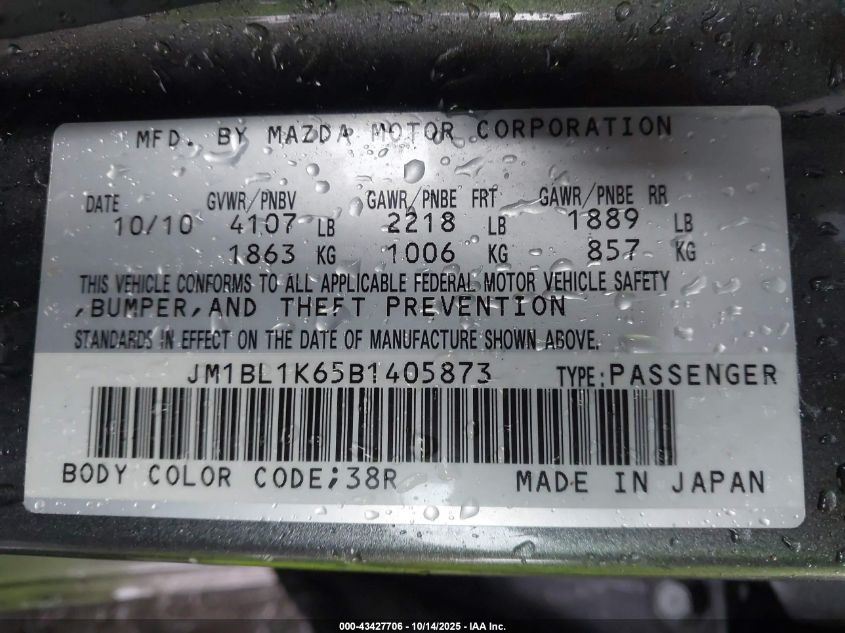 MFD. BY MAZDA MOTOR CORPORATION
DATE GVWR/PNBV GAWR/PNBE FRT GAWR/PNBE RR
10/10 4107 LB 2218 LB 1889 LB
1863 KG 1006 KG 857 KG
THIS VEHICLE CONFORMS TO ALL APPLICABLE FEDERAL MOTOR VEHICLE SAFETY
,BUMPER,AND THEFT PREVENTION
STANDARDS IN EFFECT ON THE DATE OF MANUFACTURE SHOWN ABOVE.
JM1BL1K65B1405873 TYPE:PASSENGER
BODY COLOR CODE;38R MADE IN JAPAN
000-43427706 - 10/14/2025 - IAA Inc.